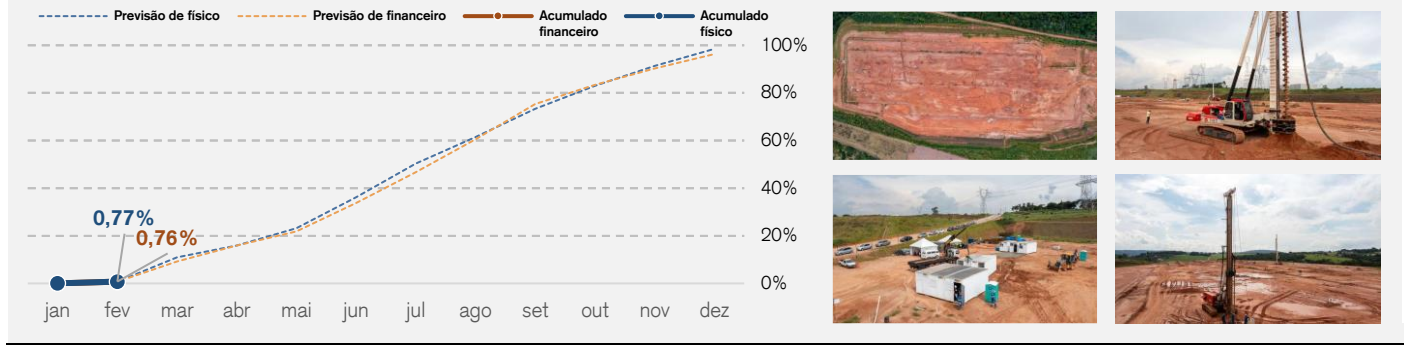 Previsão de físico
Previsão de financeiro
Acumulado
financeiro
Acumulado
físico
100%
80%
60%
40%
20%
0%
0,77%
0,76%
jan fev mar abr mai jun jul ago set out nov dez